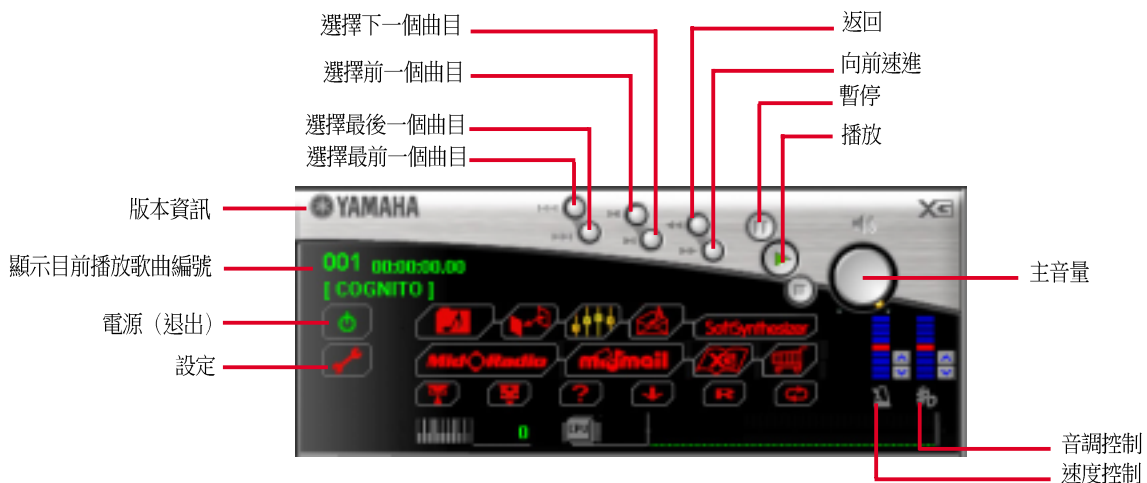 選擇下一個曲目
返回
選擇前一個曲目
向前速進
暫停
選擇最後一個曲目
播放
選擇最前一個曲目
版本資訊
YAMAHA
XG
顯示目前播放歌曲編號
001 00:00:00.00
主音量
[ COGNITO ]
電源（退出）
SoftSynthesizer
設定
MidRadio
midimail
XG
?
R
0
CPU
音調控制
速度控制